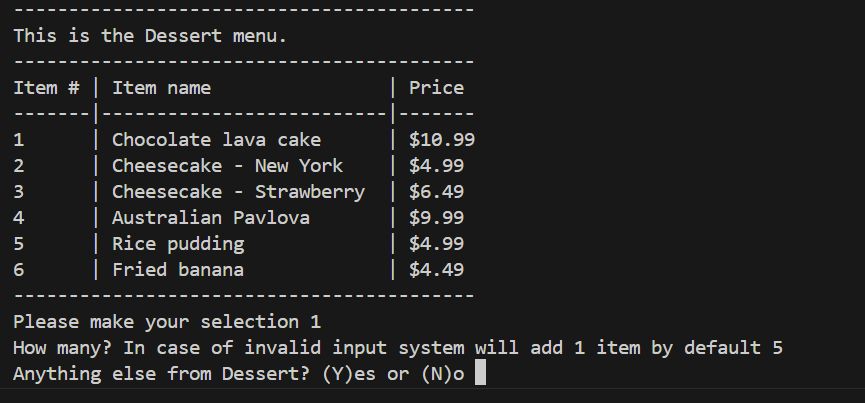 ------------------------------------------
This is the Dessert menu.
------------------------------------------
Item # | Item name                | Price
-------|--------------------------|-------
1      | Chocolate lava cake      | $10.99
2      | Cheesecake - New York    | $4.99
3      | Cheesecake - Strawberry  | $6.49
4      | Australian Pavlova       | $9.99
5      | Rice pudding             | $4.99
6      | Fried banana             | $4.49
------------------------------------------
Please make your selection 1
How many? In case of invalid input system will add 1 item by default 5
Anything else from Dessert? (Y)es or (N)o